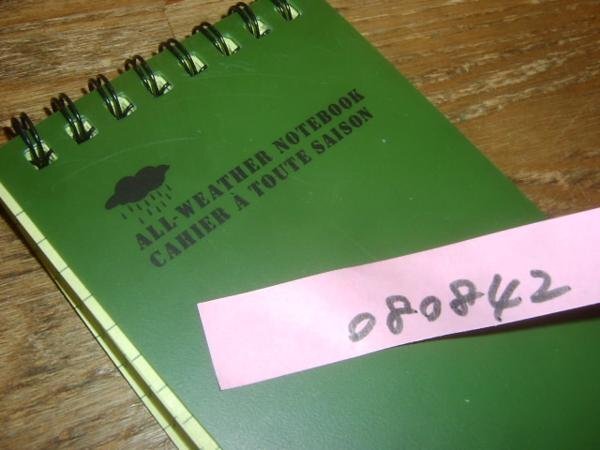 ALL-WEATHER NOTEBOOK
CAHIER À TOUTE SAISON
080842